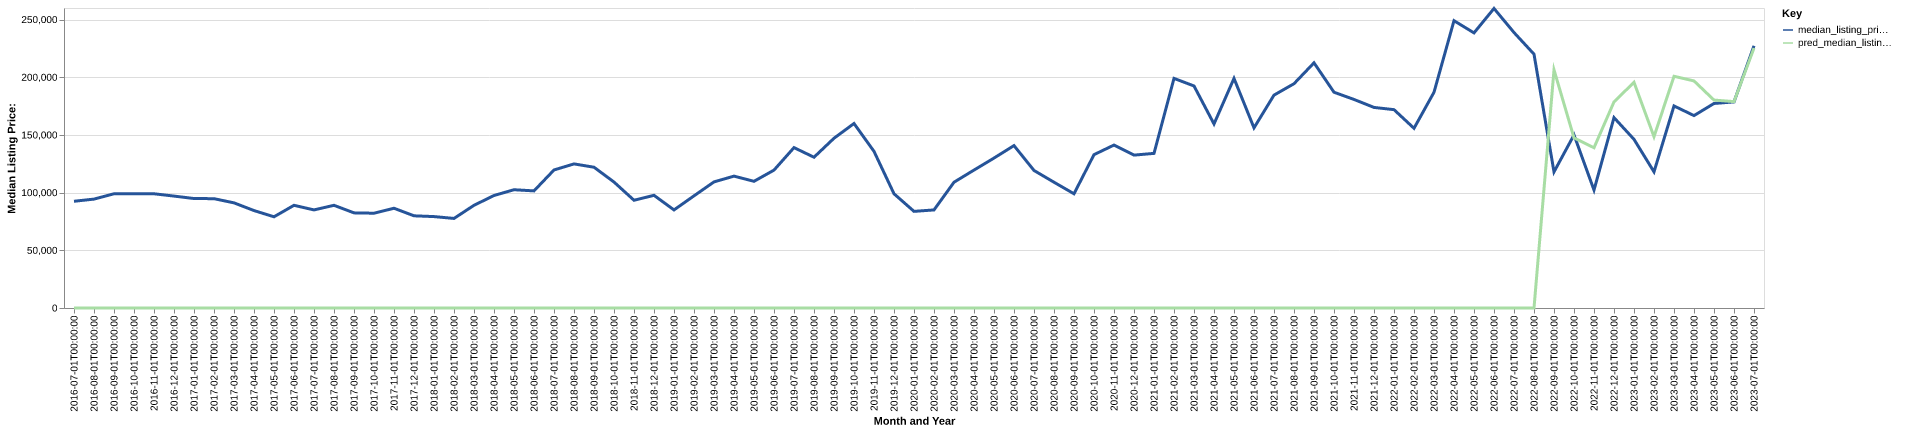 Key
median_listing_pri…
pred_median_listin…
Median Listing Price:
250,000
200,000
150,000
100,000
50,000
0
2016-07-01T00:00:00
2016-08-01T00:00:00
2016-09-01T00:00:00
2016-10-01T00:00:00
2016-11-01T00:00:00
2016-12-01T00:00:00
2017-01-01T00:00:00
2017-02-01T00:00:00
2017-03-01T00:00:00
2017-04-01T00:00:00
2017-05-01T00:00:00
2017-06-01T00:00:00
2017-07-01T00:00:00
2017-08-01T00:00:00
2017-09-01T00:00:00
2017-10-01T00:00:00
2017-11-01T00:00:00
2017-12-01T00:00:00
2018-01-01T00:00:00
2018-02-01T00:00:00
2018-03-01T00:00:00
2018-04-01T00:00:00
2018-05-01T00:00:00
2018-06-01T00:00:00
2018-07-01T00:00:00
2018-08-01T00:00:00
2018-09-01T00:00:00
2018-10-01T00:00:00
2018-11-01T00:00:00
2018-12-01T00:00:00
2019-01-01T00:00:00
2019-02-01T00:00:00
2019-03-01T00:00:00
2019-04-01T00:00:00
2019-05-01T00:00:00
2019-06-01T00:00:00
2019-07-01T00:00:00
2019-08-01T00:00:00
2019-09-01T00:00:00
2019-10-01T00:00:00
2019-11-01T00:00:00
2019-12-01T00:00:00
2020-01-01T00:00:00
2020-02-01T00:00:00
2020-03-01T00:00:00
2020-04-01T00:00:00
2020-05-01T00:00:00
2020-06-01T00:00:00
2020-07-01T00:00:00
2020-08-01T00:00:00
2020-09-01T00:00:00
2020-10-01T00:00:00
2020-11-01T00:00:00
2020-12-01T00:00:00
2021-01-01T00:00:00
2021-02-01T00:00:00
2021-03-01T00:00:00
2021-04-01T00:00:00
2021-05-01T00:00:00
2021-06-01T00:00:00
2021-07-01T00:00:00
2021-08-01T00:00:00
2021-09-01T00:00:00
2021-10-01T00:00:00
2021-11-01T00:00:00
2021-12-01T00:00:00
2022-01-01T00:00:00
2022-02-01T00:00:00
2022-03-01T00:00:00
2022-04-01T00:00:00
2022-05-01T00:00:00
2022-06-01T00:00:00
2022-07-01T00:00:00
2022-08-01T00:00:00
2022-09-01T00:00:00
2022-10-01T00:00:00
2022-11-01T00:00:00
2022-12-01T00:00:00
2023-01-01T00:00:00
2023-02-01T00:00:00
2023-03-01T00:00:00
2023-04-01T00:00:00
2023-05-01T00:00:00
2023-06-01T00:00:00
2023-07-01T00:00:00
Month and Year